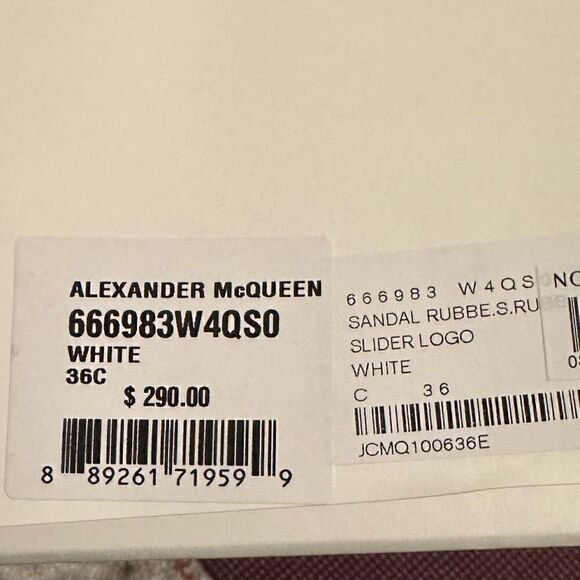 ALEXANDER McQUEEN
666983W4QS0
WHITE
36C
$ 290.00
8 89261 71959 9
666983 W4QS
SANDAL RUBBE.S.RU
SLIDER LOGO
WHITE
C 36
JCMQ100636E